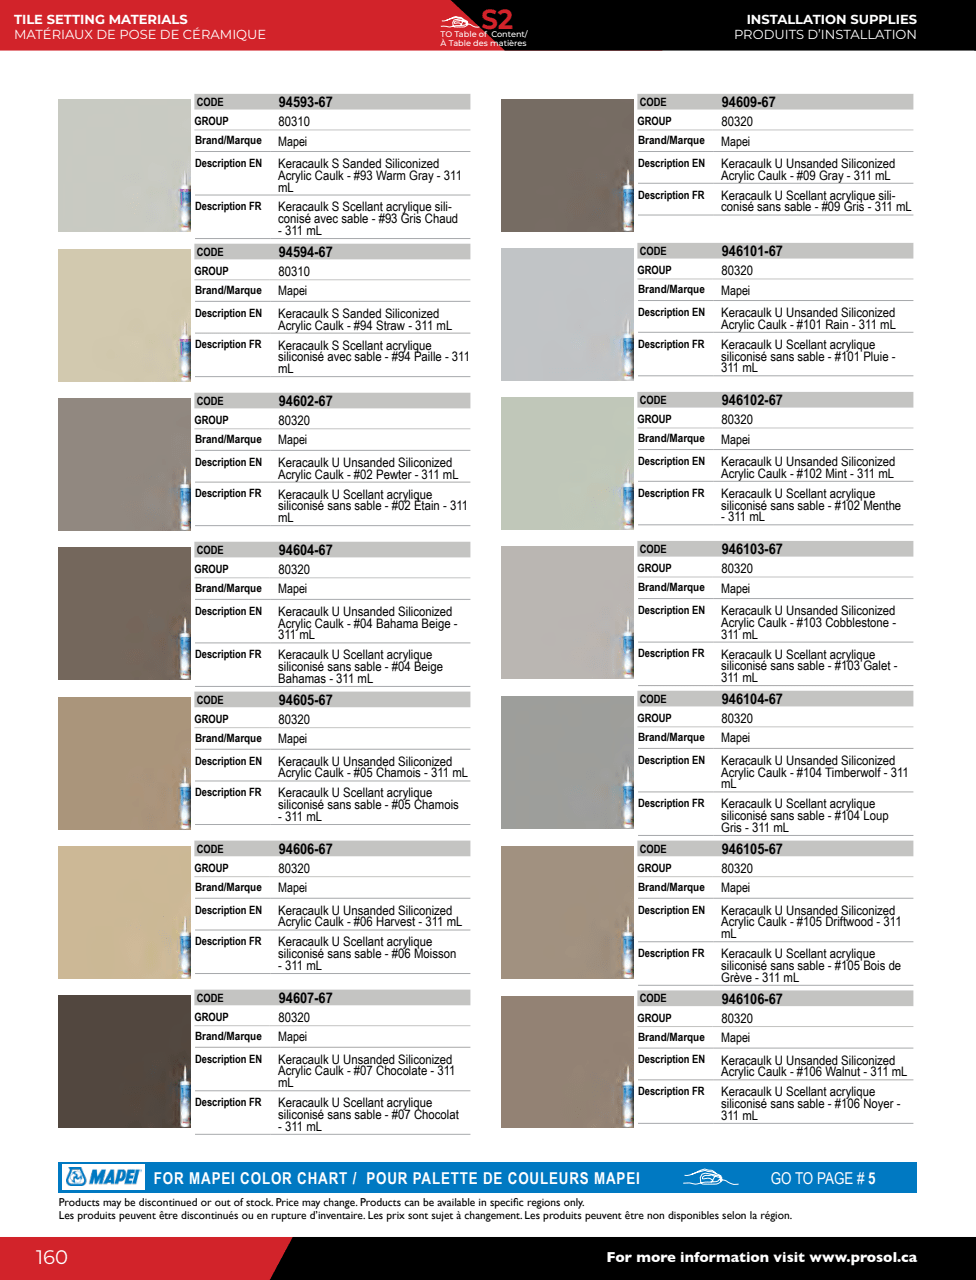 TILE SETTING MATERIALS
MATÉRIAUX DE POSE DE CÉRAMIQUE
S2
TO Table of Content/
À Table des matières
INSTALLATION SUPPLIES
PRODUITS D'INSTALLATION
CODE 94593-67
GROUP 80310
Brand/Marque Mapei
Description EN Keracaulk S Sanded Siliconized
Acrylic Caulk - #93 Warm Gray - 311
mL
Description FR Keracaulk S Scellant acrylique sili-
conisé avec sable - #93 Gris Chaud
- 311 mL
CODE 94594-67
GROUP 80310
Brand/Marque Mapei
Description EN Keracaulk S Sanded Siliconized
Acrylic Caulk - #94 Straw - 311 mL
Description FR Keracaulk S Scellant acrylique
siliconisé avec sable - #94 Paille - 311
mL
CODE 94602-67
GROUP 80320
Brand/Marque Mapei
Description EN Keracaulk U Unsanded Siliconized
Acrylic Caulk - #02 Pewter - 311 mL
Description FR Keracaulk U Scellant acrylique
siliconisé sans sable - #02 Étain - 311
mL
CODE 94604-67
GROUP 80320
Brand/Marque Mapei
Description EN Keracaulk U Unsanded Siliconized
Acrylic Caulk - #04 Bahama Beige -
311 mL
Description FR Keracaulk U Scellant acrylique
siliconisé sans sable - #04 Beige
Bahamas - 311 mL
CODE 94605-67
GROUP 80320
Brand/Marque Mapei
Description EN Keracaulk U Unsanded Siliconized
Acrylic Caulk - #05 Chamois - 311 mL
Description FR Keracaulk U Scellant acrylique
siliconisé sans sable - #05 Chamois
- 311 mL
CODE 94606-67
GROUP 80320
Brand/Marque Mapei
Description EN Keracaulk U Unsanded Siliconized
Acrylic Caulk - #06 Harvest - 311 mL
Description FR Keracaulk U Scellant acrylique
siliconisé sans sable - #06 Moisson
- 311 mL
CODE 94607-67
GROUP 80320
Brand/Marque Mapei
Description EN Keracaulk U Unsanded Siliconized
Acrylic Caulk - #07 Chocolate - 311
mL
Description FR Keracaulk U Scellant acrylique
siliconisé sans sable - #07 Chocolat
- 311 mL
CODE 94609-67
GROUP 80320
Brand/Marque Mapei
Description EN Keracaulk U Unsanded Siliconized
Acrylic Caulk - #09 Gray - 311 mL
Description FR Keracaulk U Scellant acrylique sili-
conisé sans sable - #09 Gris - 311 mL
CODE 946101-67
GROUP 80320
Brand/Marque Mapei
Description EN Keracaulk U Unsanded Siliconized
Acrylic Caulk - #101 Rain - 311 mL
Description FR Keracaulk U Scellant acrylique
siliconisé sans sable - #101 Pluie -
311 mL
CODE 946102-67
GROUP 80320
Brand/Marque Mapei
Description EN Keracaulk U Unsanded Siliconized
Acrylic Caulk - #102 Mint - 311 mL
Description FR Keracaulk U Scellant acrylique
siliconisé sans sable - #102 Menthe
- 311 mL
CODE 946103-67
GROUP 80320
Brand/Marque Mapei
Description EN Keracaulk U Unsanded Siliconized
Acrylic Caulk - #103 Cobblestone -
311 mL
Description FR Keracaulk U Scellant acrylique
siliconisé sans sable - #103 Galet -
311 mL
CODE 946104-67
GROUP 80320
Brand/Marque Mapei
Description EN Keracaulk U Unsanded Siliconized
Acrylic Caulk - #104 Timberwolf - 311
mL
Description FR Keracaulk U Scellant acrylique
siliconisé sans sable - #104 Loup
Gris - 311 mL
CODE 946105-67
GROUP 80320
Brand/Marque Mapei
Description EN Keracaulk U Unsanded Siliconized
Acrylic Caulk - #105 Driftwood - 311
mL
Description FR Keracaulk U Scellant acrylique
siliconisé sans sable - #105 Bois de
Grève - 311 mL
CODE 946106-67
GROUP 80320
Brand/Marque Mapei
Description EN Keracaulk U Unsanded Siliconized
Acrylic Caulk - #106 Walnut - 311 mL
Description FR Keracaulk U Scellant acrylique
siliconisé sans sable - #106 Noyer -
311 mL
MAPEI FOR MAPEI COLOR CHART / POUR PALETTE DE COULEURS MAPEI GO TO PAGE # 5
Products may be discontinued or out of stock. Price may change. Products can be available in specific regions only.
Les produits peuvent être discontinués ou en rupture d'inventaire. Les prix sont sujet à changement. Les produits peuvent être non disponibles selon la région.
160
For more information visit www.prosol.ca